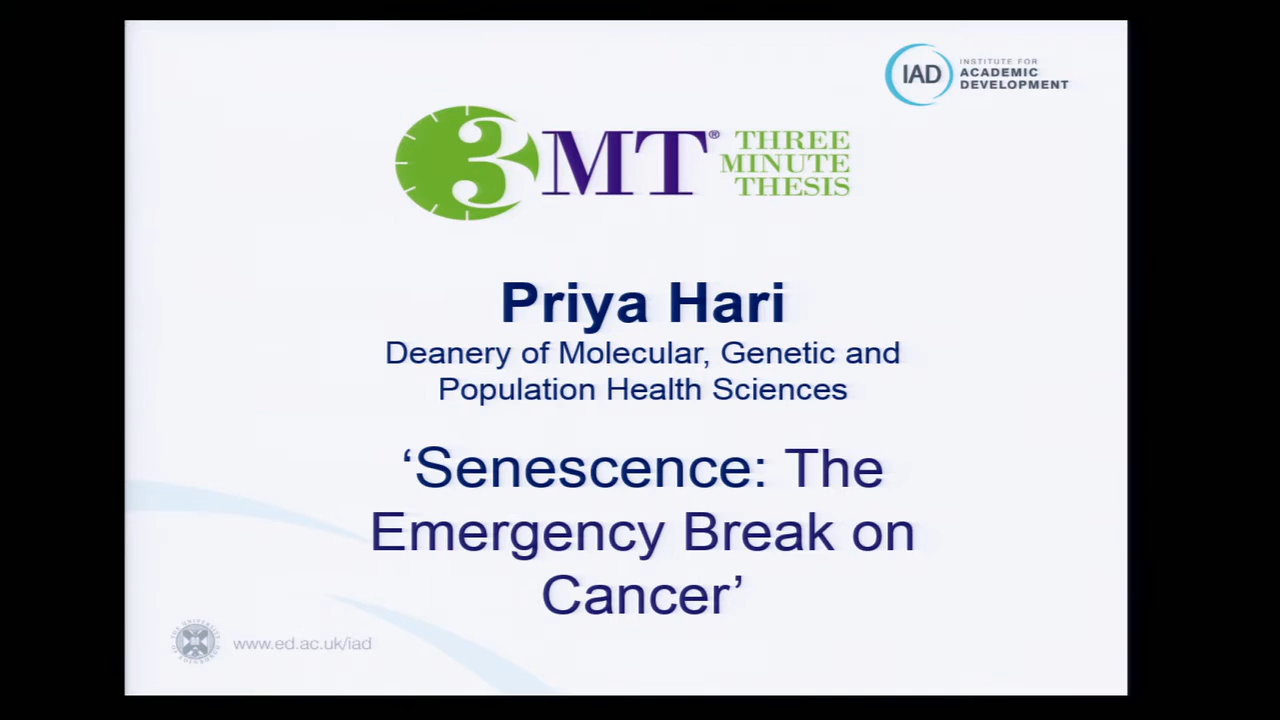 IAD
INSTITUTE FOR
ACADEMIC
DEVELOPMENT
3MT®
THREE
MINUTE
THESIS
Priya Hari
Deanery of Molecular, Genetic and
Population Health Sciences
‘Senescence: The
Emergency Break on
Cancer’
www.ed.ac.uk/iad